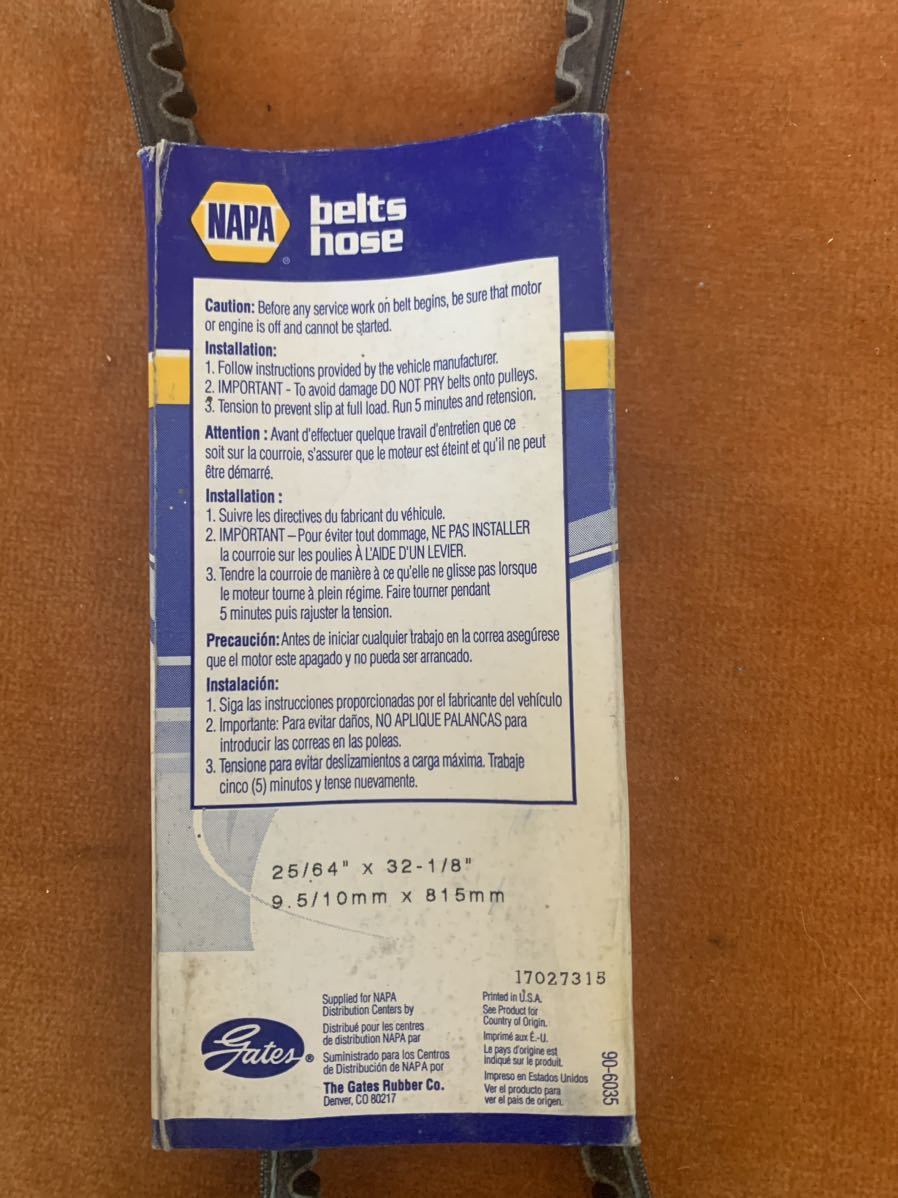 NAPA
belts
hose
Caution: Before any service work on belt begins, be sure that motor
or engine is off and cannot be started.
Installation:
1. Follow instructions provided by the vehicle manufacturer.
2. IMPORTANT - To avoid damage DO NOT PRY belts onto pulleys.
3. Tension to prevent slip at full load. Run 5 minutes and retension.
Attention : Avant d'effectuer quelque travail d'entretien que ce
soit sur la courroie, s'assurer que le moteur est éteint et qu'il ne peut
être démarré.
Installation :
1. Suivre les directives du fabricant du véhicule.
2. IMPORTANT – Pour éviter tout dommage, NE PAS INSTALLER
la courroie sur les poulies À L'AIDE D'UN LEVIER.
3. Tendre la courroie de manière à ce qu'elle ne glisse pas lorsque
le moteur tourne à plein régime. Faire tourner pendant
5 minutes puis rajuster la tension.
Precaución: Antes de iniciar cualquier trabajo en la correa asegúrese
que el motor este apagado y no pueda ser arrancado.
Instalación:
1. Siga las instrucciones proporcionadas por el fabricante del vehículo
2. Importante: Para evitar daños, NO APLIQUE PALANCAS para
introducir las correas en las poleas.
3. Tensione para evitar deslizamientos a carga máxima. Trabaje
cinco (5) minutos y tense nuevamente.
25/64" x 32-1/8"
9.5/10mm x 815mm
17027315
Gates®
Supplied for NAPA
Distribution Centers by
Distribué pour les centres
de distribution NAPA par
Suministrado para los Centros
de Distribución de NAPA por
The Gates Rubber Co.
Denver, CO 80217
Printed in U.S.A.
See Product for
Country of Origin.
Imprimé aux É.-U.
Le pays d'origine est
indiqué sur le produit.
Impreso en Estados Unidos
Ver el producto para
ver el pais de origen.
90-6035